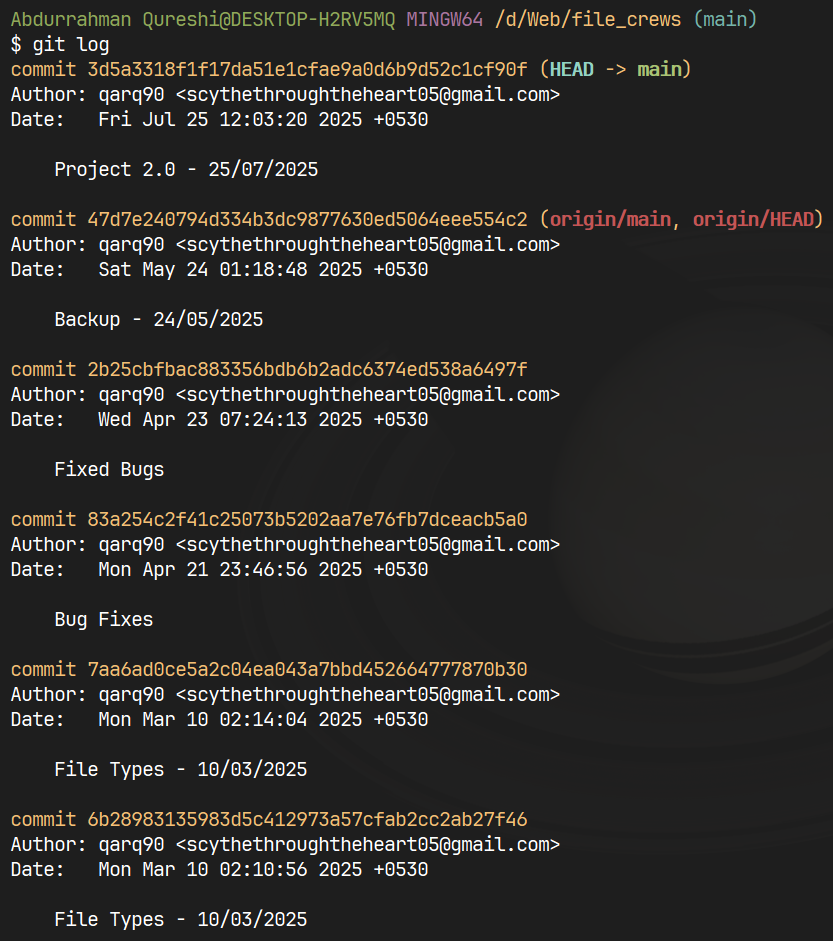 Abdurrahman Qureshi@DESKTOP-H2RV5MQ MINGW64 /d/Web/file_crews (main)
$ git log
commit 3d5a3318f1f17da51e1cfae9a0d6b9d52c1cf90f (HEAD -> main)
Author: qarq90 <scythethroughtheheart05@gmail.com>
Date:   Fri Jul 25 12:03:20 2025 +0530
    Project 2.0 - 25/07/2025
commit 47d7e240794d334b3dc9877630ed5064eee554c2 (origin/main, origin/HEAD)
Author: qarq90 <scythethroughtheheart05@gmail.com>
Date:   Sat May 24 01:18:48 2025 +0530
    Backup - 24/05/2025
commit 2b25cbfbac883356bdb6b2adc6374ed538a6497f
Author: qarq90 <scythethroughtheheart05@gmail.com>
Date:   Wed Apr 23 07:24:13 2025 +0530
    Fixed Bugs
commit 83a254c2f41c25073b5202aa7e76fb7dceacb5a0
Author: qarq90 <scythethroughtheheart05@gmail.com>
Date:   Mon Apr 21 23:46:56 2025 +0530
    Bug Fixes
commit 7aa6ad0ce5a2c04ea043a7bbd452664777870b30
Author: qarq90 <scythethroughtheheart05@gmail.com>
Date:   Mon Mar 10 02:14:04 2025 +0530
    File Types - 10/03/2025
commit 6b28983135983d5c412973a57cfab2cc2ab27f46
Author: qarq90 <scythethroughtheheart05@gmail.com>
Date:   Mon Mar 10 02:10:56 2025 +0530
    File Types - 10/03/2025